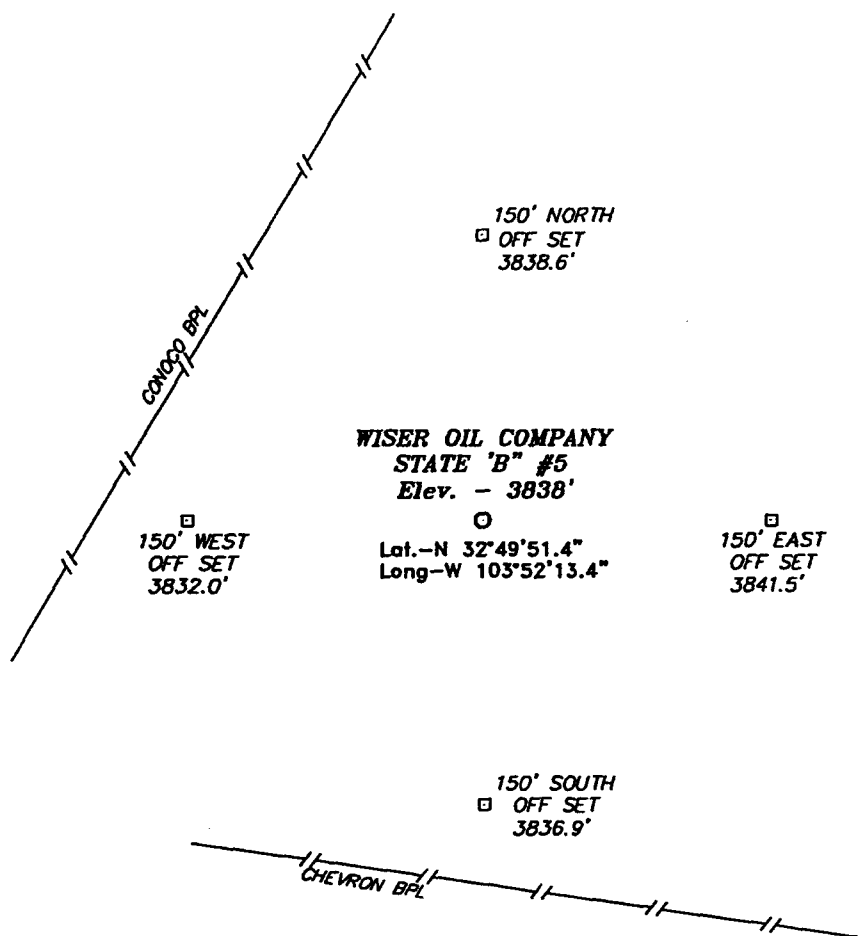 150' NORTH
OFF SET
3838.6'
CONOCO BPL
WISER OIL COMPANY
STATE 'B" #5
Elev. - 3838'
150' WEST
OFF SET
3832.0'
Lat.-N 32°49'51.4"
Long-W 103°52'13.4"
150' EAST
OFF SET
3841.5'
150' SOUTH
OFF SET
3836.9'
CHEVRON BPL